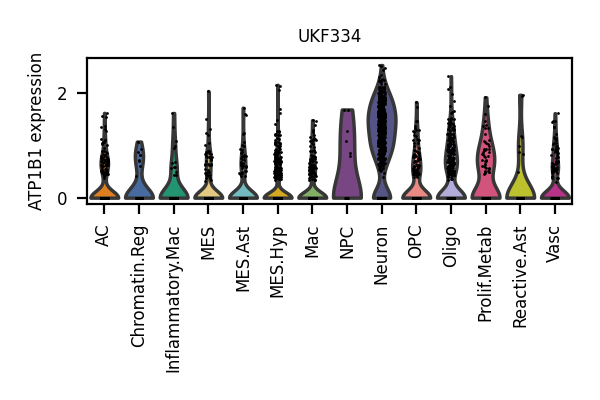 UKF334
ATP1B1 expression
2
0
AC
Chromatin.Reg
Inflammatory.Mac
MES
MES.Ast
MES.Hyp
Mac
NPC
Neuron
OPC
Oligo
Prolif.Metab
Reactive.Ast
Vasc